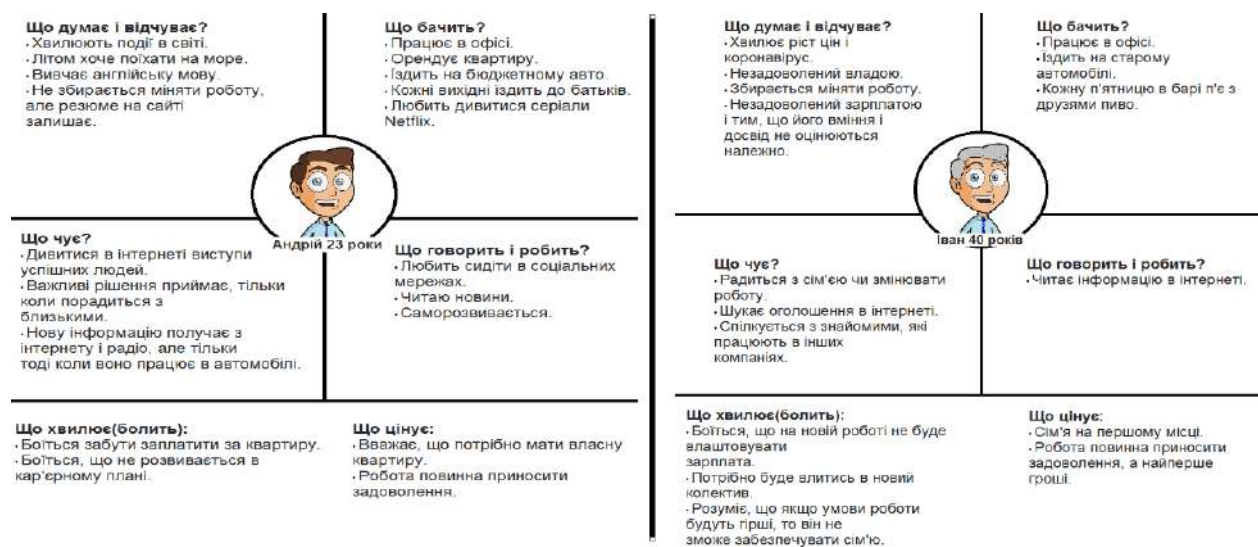 Що думає і відчуває?
· Хвилюють події в світі.
· Літом хоче поїхати на море.
· Вивчає англійську мову.
· Не збирається міняти роботу,
але резюме на сайті
залишає.
Що бачить?
· Працює в офісі.
· Орендує квартиру.
· Їздить на бюджетному авто.
· Кожні вихідні їздить до батьків.
· Любить дивитися серіали
Netflix.
Андрій 23 роки
Що чує?
· Дивитися в інтернеті виступи
успішних людей.
· Важливі рішення приймає, тільки
коли порадиться з
близькими.
· Нову інформацію получає з
інтернету і радіо, але тільки
тоді коли воно працює в автомобілі.
Що говорить і робить?
· Любить сидіти в соціальних
мережах.
· Читаю новини.
· Саморозвивається.
Що хвилює(болить):
· Боїться забути заплатити за квартиру.
· Боїться, що не розвивається в
кар'єрному плані.
Що цінує:
· Вважає, що потрібно мати власну
квартиру.
· Робота повинна приносити
задоволення.
Що думає і відчуває?
· Хвилює ріст цін і
коронавірус.
· Незадоволений владою.
· Збирається міняти роботу.
· Незадоволений зарплатою
і тим, що його вміння і
досвід не оцінюються
належно.
Що бачить?
· Працює в офісі.
· Їздить на старому
автомобілі.
· Кожну п'ятницю в барі п'є з
друзями пиво.
Іван 40 років
Що чує?
· Радиться з сім'єю чи змінювати
роботу.
· Шукає оголошення в інтернеті.
· Спілкується з знайомими, які
працюють в інших
компаніях.
Що говорить і робить?
· Читає інформацію в інтернеті.
Що хвилює(болить):
· Боїться, що на новій роботі не буде
влаштовувати
зарплата.
· Потрібно буде влитись в новий
колектив.
· Розуміє, що якщо умови роботи
будуть гірші, то він не
зможе забезпечувати сім'ю.
Що цінує:
· Сім'я на першому місці.
· Робота повинна приносити
задоволення, а найперше
гроші.